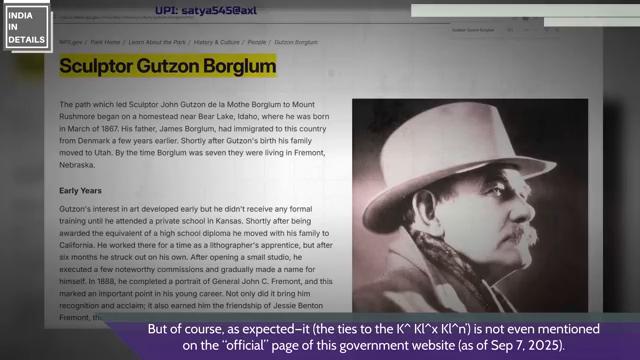 INDIA
IN
DETAILS
UPI: satya545@axl
NPS.gov / Park Home / Learn About the Park / History & Culture / People / Gutzon Borglum
Sculptor Gutzon Borglum
The path which led Sculptor John Gutzon de la Mothe Borglum to Mount
Rushmore began on a homestead near Bear Lake, Idaho, where he was born
in March of 1867. His father, James Borglum, had immigrated to this country
from Denmark a few years earlier. Shortly after Gutzon's birth his family
moved to Utah. By the time Borglum was seven they were living in Fremont,
Nebraska.
Early Years
Gutzon's interest in art developed early but he didn't receive any formal
training until he attended a private school in Kansas. Shortly after being
awarded the equivalent of a high school diploma he moved with his family to
California. He worked there for a time as a lithographer's apprentice, but after
six months he struck out on his own. After opening a small studio, he
executed a few noteworthy commissions and gradually made a name for
himself. In 1888, he completed a portrait of General John C. Fremont, and this
marked an important point in his young career. Not only did it bring him
recognition and acclaim; it also earned him the friendship of Jessie Benton
Fremont,
But of course, as expected–it (the ties to the K^ Kl^x Kl^n') is not even mentioned
on the “official” page of this government website (as of Sep 7, 2025).